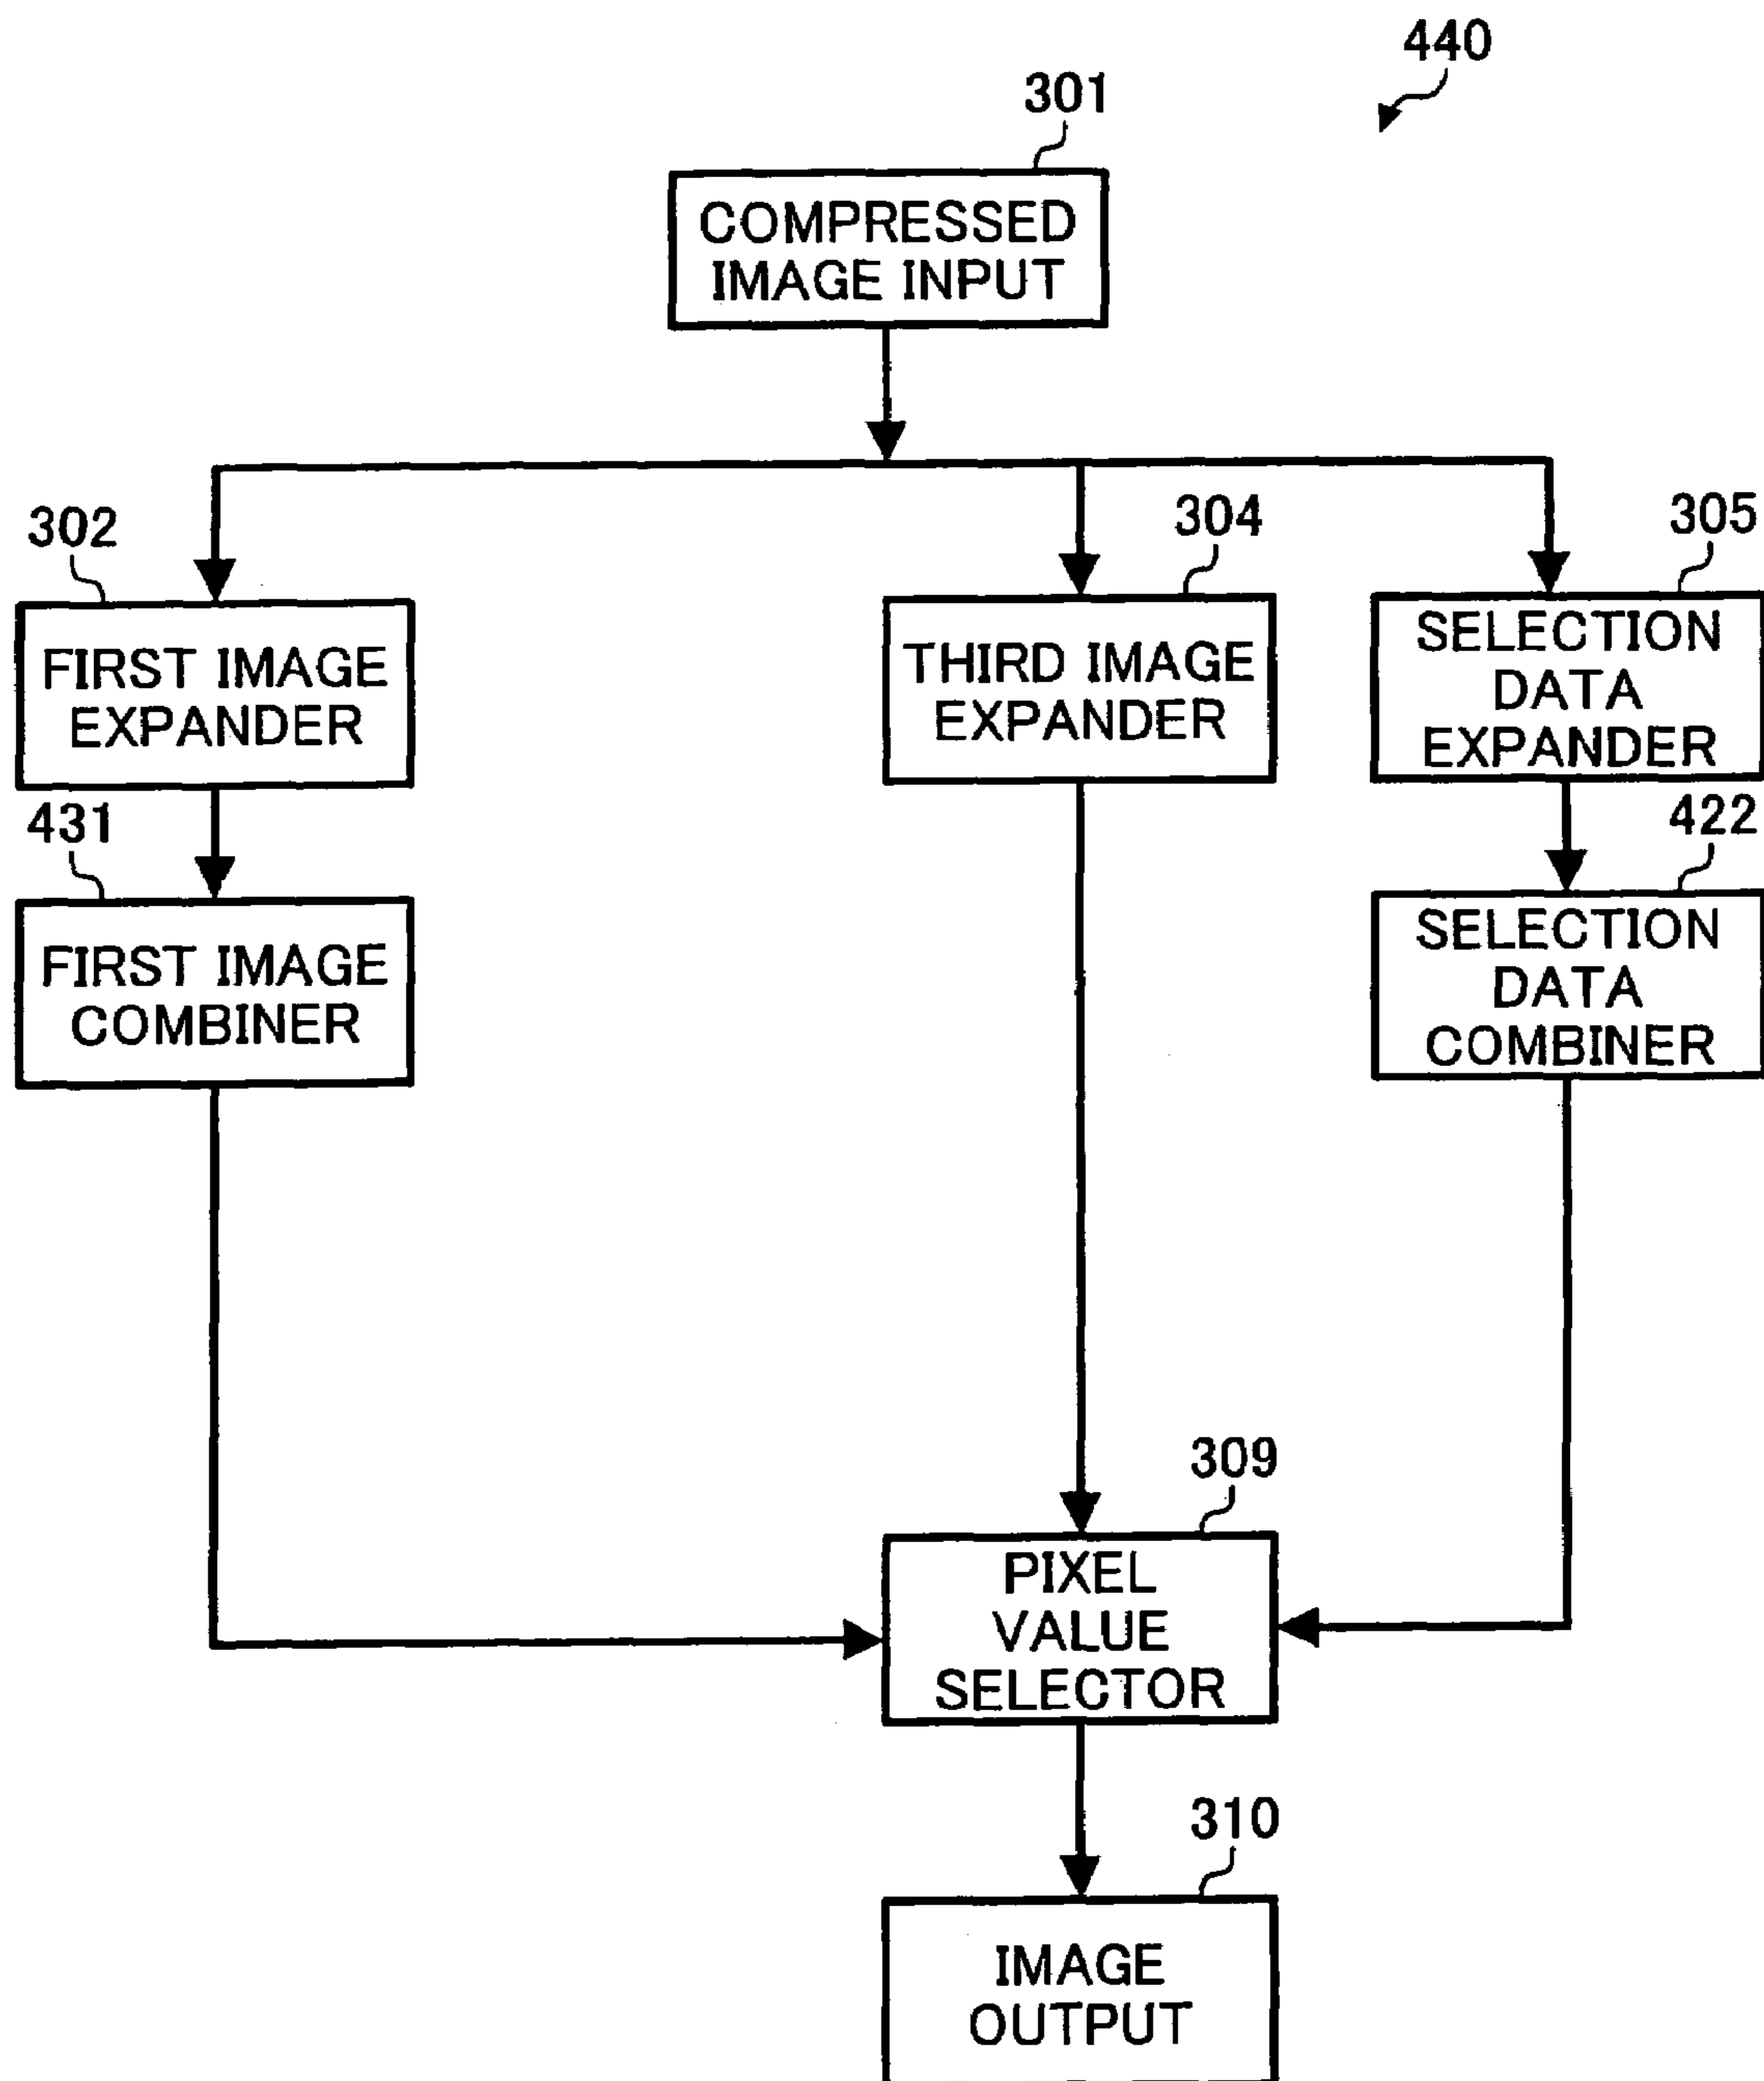 440
301
COMPRESSED
IMAGE INPUT
302
304
305
FIRST IMAGE
EXPANDER
THIRD IMAGE
EXPANDER
SELECTION
DATA
EXPANDER
431
422
FIRST IMAGE
COMBINER
SELECTION
DATA
COMBINER
309
PIXEL
VALUE
SELECTOR
310
IMAGE
OUTPUT